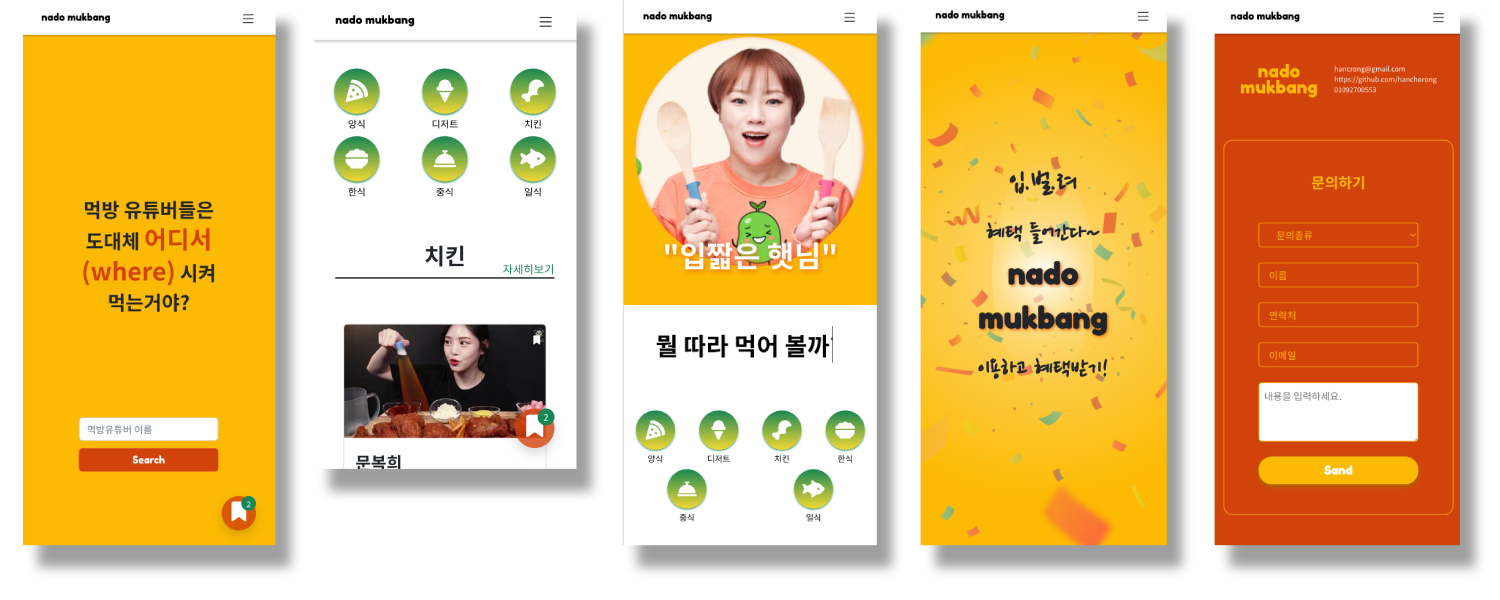 nado mukbang
먹방 유튜버들은
도대체 어디서
(where) 시켜
먹는거야?
먹방유튜버 이름
Search
2
nado mukbang
양식
디저트
치킨
한식
중식
일식
치킨
자세히보기
2
문복희
nado mukbang
"입짧은 햇님"
뭘 따라 먹어 볼까
양식
디저트
치킨
한식
중식
일식
nado mukbang
입.벌.려
혜택 들어간다~
nado
mukbang
이용하고 혜택받기!
nado mukbang
nado
mukbang
hancrong@gmail.com
https://github.com/hanchorong
01092700553
문의하기
문의종류
이름
연락처
이메일
내용을 입력하세요.
Sand